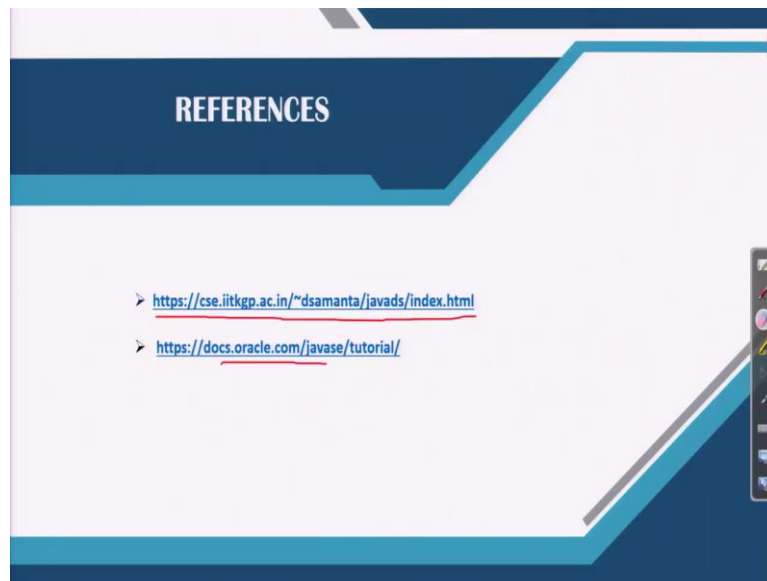 REFERENCES
➢ https://cse.iitkgp.ac.in/~dsamanta/javads/index.html
➢ https://docs.oracle.com/javase/tutorial/